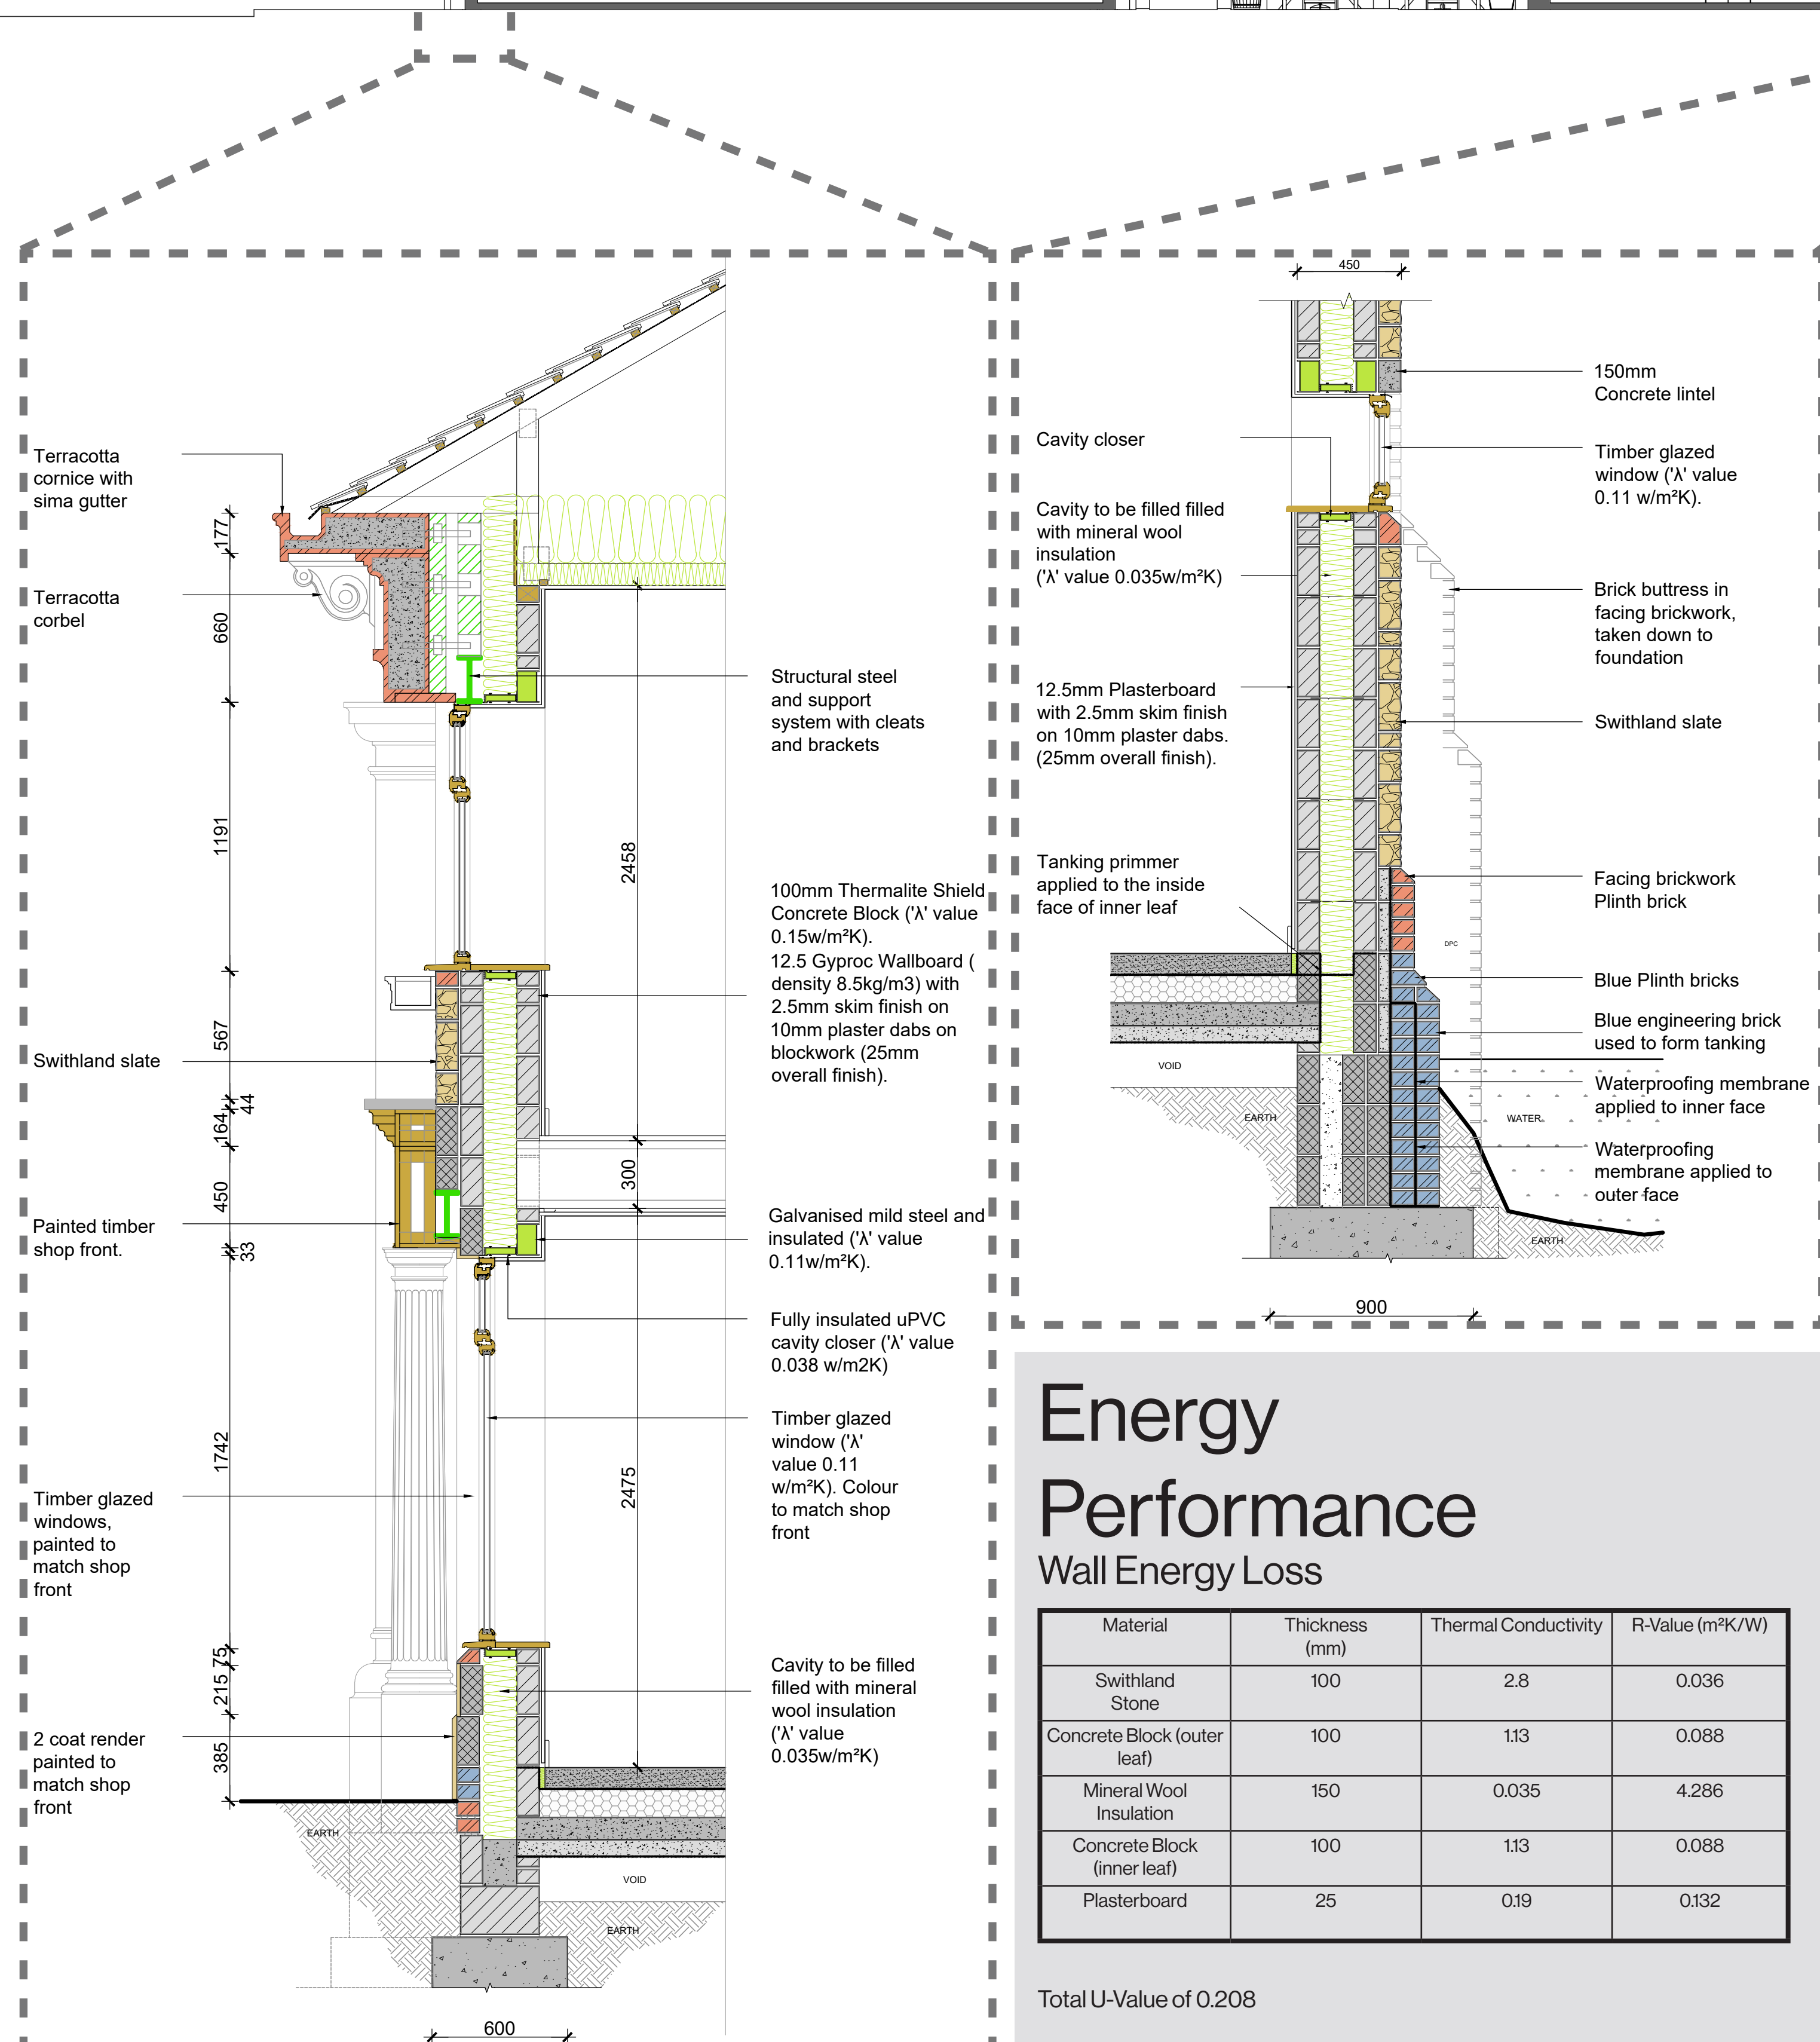 Terracotta
cornice with
sima gutter
Terracotta
corbel
Swithland slate
Painted timber
shop front.
Timber glazed
windows,
painted to
match shop
front
2 coat render
painted to
match shop
front
177
660
1191
567
44
164
450
33
1742
75
215
385
2458
300
2475
600
EARTH
VOID
EARTH
Structural steel
and support
system with cleats
and brackets
100mm Thermalite Shield
Concrete Block ('λ' value
0.15w/m²K).
12.5 Gyproc Wallboard (
density 8.5kg/m3) with
2.5mm skim finish on
10mm plaster dabs on
blockwork (25mm
overall finish).
Galvanised mild steel and
insulated ('λ' value
0.11w/m²K).
Fully insulated uPVC
cavity closer ('λ' value
0.038 w/m2K)
Timber glazed
window ('λ'
value 0.11
w/m²K). Colour
to match shop
front
Cavity to be filled
filled with mineral
wool insulation
('λ' value
0.035w/m²K)
450
Cavity closer
Cavity to be filled filled
with mineral wool
insulation
('λ' value 0.035w/m²K)
12.5mm Plasterboard
with 2.5mm skim finish
on 10mm plaster dabs.
(25mm overall finish).
Tanking primmer
applied to the inside
face of inner leaf
150mm
Concrete lintel
Timber glazed
window ('λ' value
0.11 w/m²K).
Brick buttress in
facing brickwork,
taken down to
foundation
Swithland slate
Facing brickwork
Plinth brick
DPC
Blue Plinth bricks
Blue engineering brick
used to form tanking
Waterproofing membrane
applied to inner face
Waterproofing
membrane applied to
outer face
VOID
EARTH
WATER
EARTH
900
Energy
Performance
Wall Energy Loss
Material Thickness (mm) Thermal Conductivity R-Value (m²K/W)
Swithland Stone 100 2.8 0.036
Concrete Block (outer leaf) 100 1.13 0.088
Mineral Wool Insulation 150 0.035 4.286
Concrete Block (inner leaf) 100 1.13 0.088
Plasterboard 25 0.19 0.132
Total U-Value of 0.208